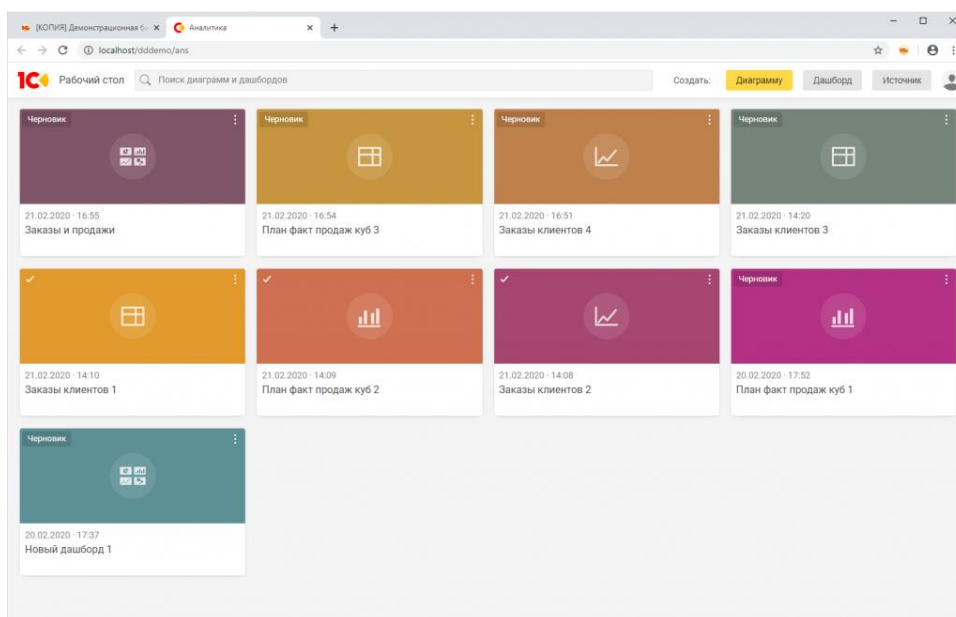 [КОПИЯ] Демонстрационная б
Аналитика
localhost/dddemo/ans
1С
Рабочий стол
Поиск диаграмм и дашбордов
Создать:
Диаграмму
Дашборд
Источник
Черновик
21.02.2020 · 16:55
Заказы и продажи
Черновик
21.02.2020 · 16:54
План факт продаж куб 3
Черновик
21.02.2020 · 16:51
Заказы клиентов 4
Черновик
21.02.2020 · 14:20
Заказы клиентов 3
21.02.2020 · 14:10
Заказы клиентов 1
21.02.2020 · 14:09
План факт продаж куб 2
21.02.2020 · 14:08
Заказы клиентов 2
Черновик
20.02.2020 · 17:52
План факт продаж куб 1
Черновик
20.02.2020 · 17:37
Новый дашборд 1